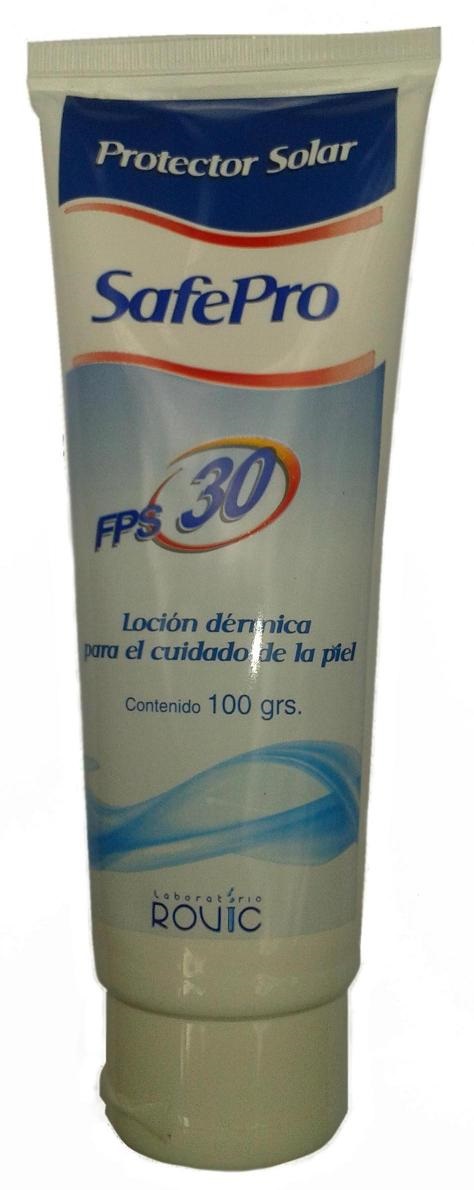 Protector Solar
SafePro
FPS 30
Loción dérmica
para el cuidado de la piel
Contenido 100 grs.
Laboratorio
ROVIC